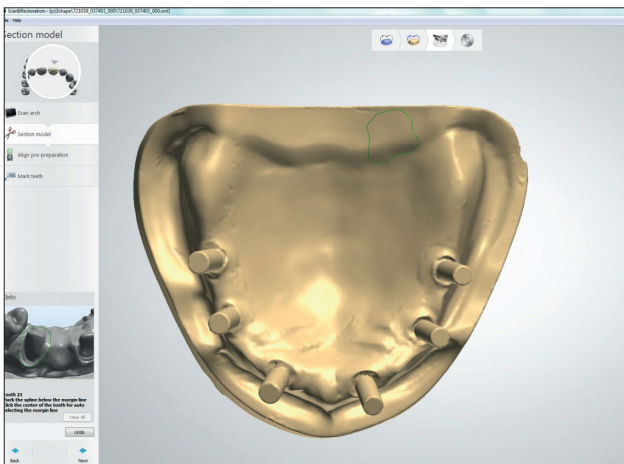 ScanItRestoration - [c:\3shape\721039_037401_000\721039_037401_000.xml]
Help
Section model
Scan arch
Section model
Align pre-preparation
Mark teeth
Info
Tooth 21
Mark the spline below the margin line
Click the center of the tooth for auto
selecting the margin line
Clear All
Undo
Back
Next